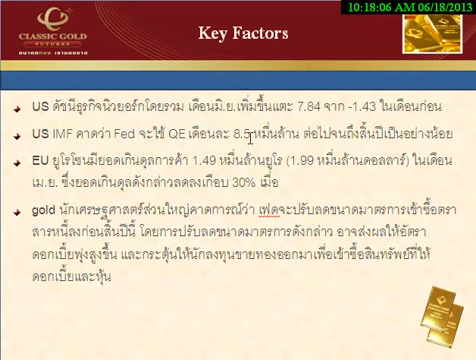 10:18:06 AM 06/18/2013
CLASSIC GOLD
FUTURES
อนาคตทอง เราชำนาญ
Key Factors
US ดัชนีธุรกิจนิวยอร์กโดยรวม เดือนมิ.ย.เพิ่มขึ้นแตะ 7.84 จาก -1.43 ในเดือนก่อน
US IMF คาดว่า Fed จะใช้ QE เดือนละ 8.5 หมื่นล้าน ต่อไปจนถึงสิ้นปีเป็นอย่างน้อย
EU ยูโรโซนมียอดเกินดุลการค้า 1.49 หมื่นล้านยูโร (1.99 หมื่นล้านดอลลาร์) ในเดือน
เม.ย. ซึ่งยอดเกินดุลดังกล่าวลดลงเกือบ 30% เมื่อ
gold นักเศรษฐศาสตร์ส่วนใหญ่คาดการณ์ว่า เฟดจะปรับลดขนาดมาตรการเข้าซื้อตรา
สารหนี้ลงก่อนสิ้นปีนี้ โดยการปรับลดขนาดมาตรการดังกล่าว อาจส่งผลให้อัตรา
ดอกเบี้ยพุ่งสูงขึ้น และกระตุ้นให้นักลงทุนขายทองออกมาเพื่อเข้าซื้อสินทรัพย์ที่ให้
ดอกเบี้ยและหุ้น